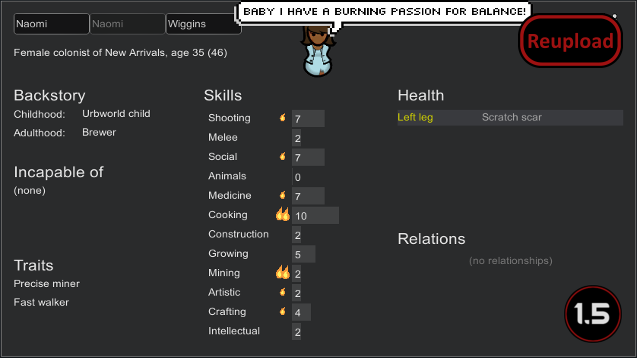 BABY I HAVE A BURNING PASSION FOR BALANCE!
Naomi Naomi Wiggins
Reupload
Female colonist of New Arrivals, age 35 (46)
Backstory
Childhood: Urbworld child
Adulthood: Brewer
Incapable of
(none)
Traits
Precise miner
Fast walker
Skills
Shooting 7
Melee 2
Social 7
Animals 0
Medicine 7
Cooking 10
Construction 2
Growing 5
Mining 2
Artistic 2
Crafting 4
Intellectual 2
Health
Left leg Scratch scar
Relations
(no relationships)
1.5